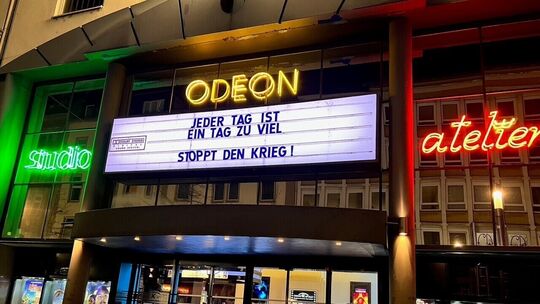 ODEON
JEDER TAG IST
EIN TAG ZU VIEL
STOPPT DEN KRIEG!
studio
atelier